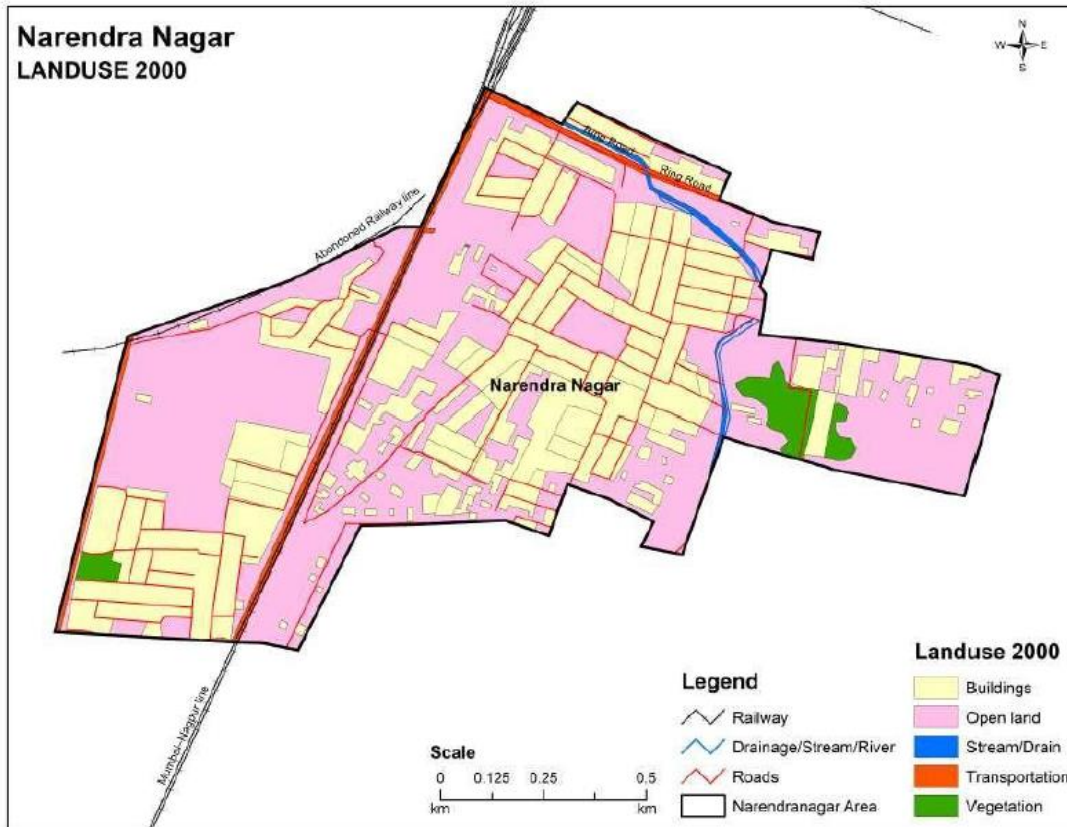 Narendra Nagar
LANDUSE 2000
N
W E
S
Ring Road
Ring Road
Abandoned Railway line
Narendra Nagar
Mumbai-Nagpur line
Scale
0 0.125 0.25 0.5
km km
Legend
Railway
Drainage/Stream/River
Roads
Narendranagar Area
Landuse 2000
Buildings
Open land
Stream/Drain
Transportation
Vegetation